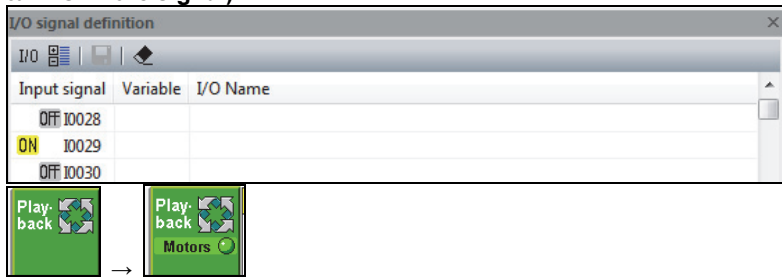 I/O signal definition
I/O
Input signal Variable I/O Name
Off I0028
ON I0029
Off I0030
Play-
back
→
Play-
back
Motors